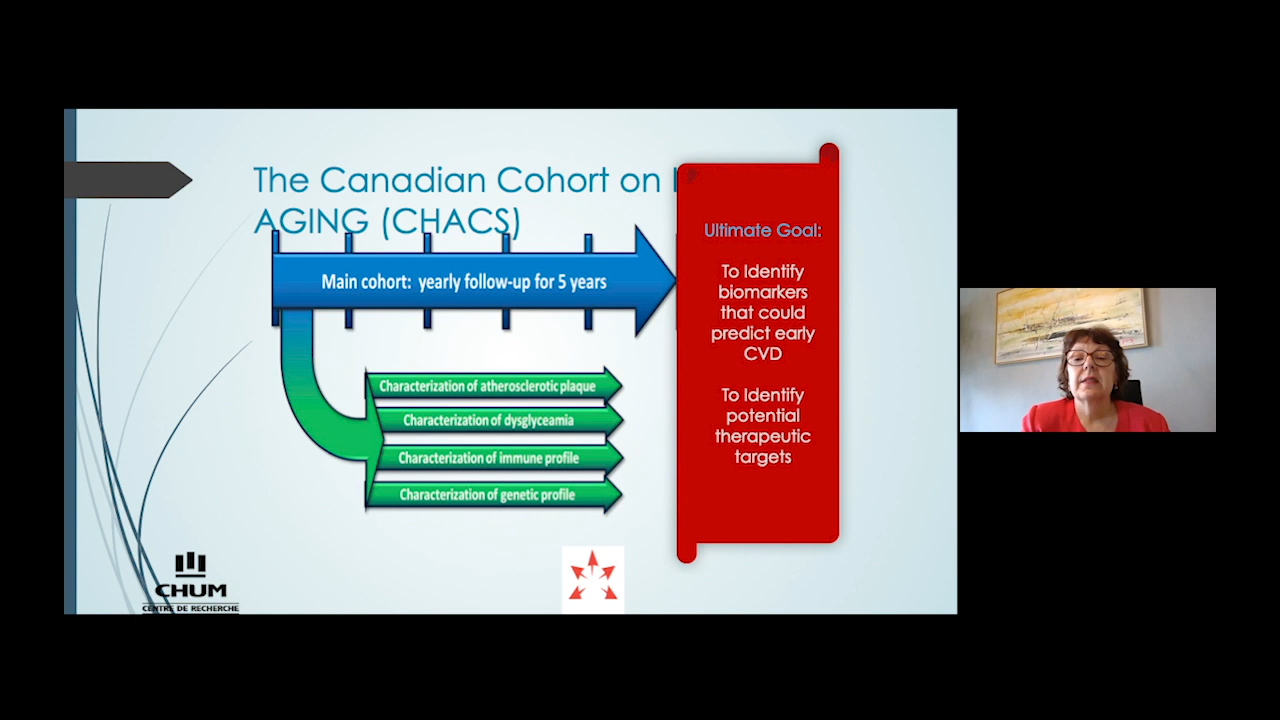 The Canadian Cohort on
AGING (CHACS)
Main cohort: yearly follow-up for 5 years
Characterization of atherosclerotic plaque
Characterization of dysglyceamia
Characterization of immune profile
Characterization of genetic profile
Ultimate Goal:
To Identify
biomarkers
that could
predict early
CVD
To Identify
potential
therapeutic
targets
CHUM
CENTRE DE RECHERCHE